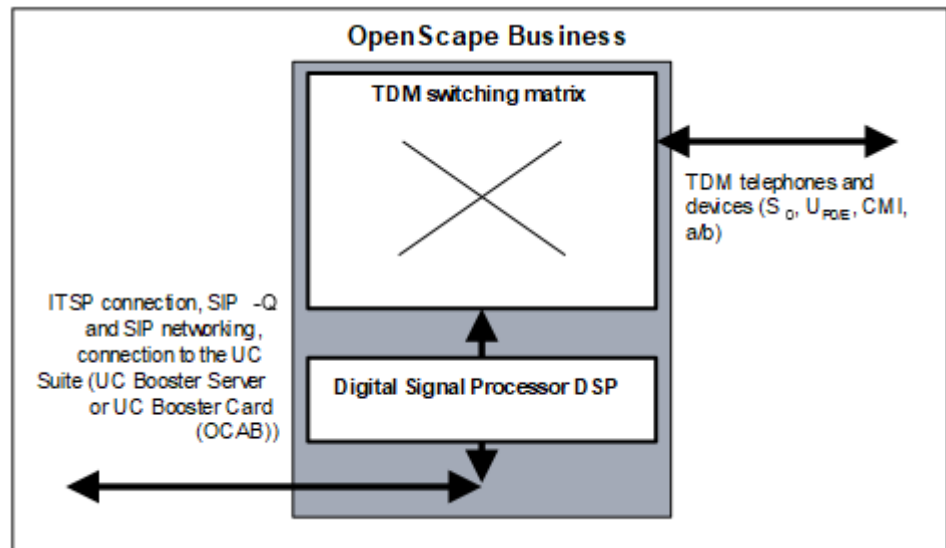 OpenScape Business
TDM switching matrix
TDM telephones and
devices (S0, UP0/E, CMI,
a/b)
ITSP connection, SIP -Q
and SIP networking,
connection to the UC
Suite (UC Booster Server
or UC Booster Card
(OCAB))
Digital Signal Processor DSP